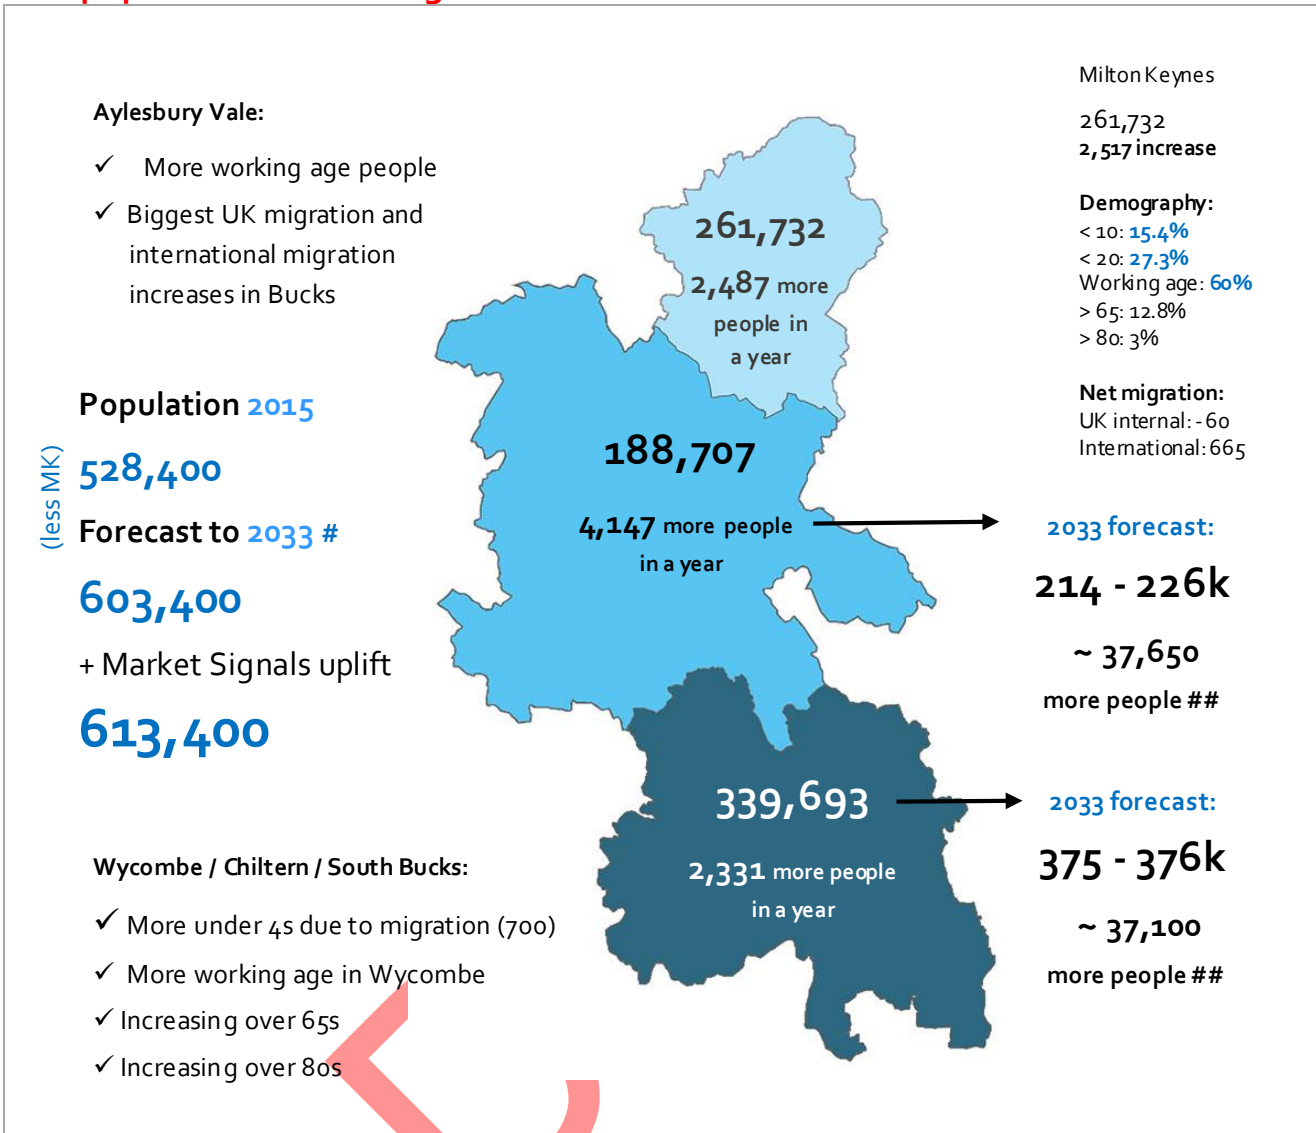 Aylesbury Vale:
✓ More working age people
✓ Biggest UK migration and
international migration
increases in Bucks
Population 2015
(less MK)
528,400
Forecast to 2033 #
603,400
+ Market Signals uplift
613,400
Wycombe / Chiltern / South Bucks:
✓ More under 4s due to migration (700)
✓ More working age in Wycombe
✓ Increasing over 65s
✓ Increasing over 80s
261,732
2,487 more
people in
a year
188,707
4,147 more people
in a year
339,693
2,331 more people
in a year
Milton Keynes
261,732
2,517 increase
Demography:
< 10: 15.4%
< 20: 27.3%
Working age: 60%
> 65: 12.8%
> 80: 3%
Net migration:
UK internal: - 60
International: 665
2033 forecast:
214 - 226k
~ 37,650
more people ##
2033 forecast:
375 - 376k
~ 37,100
more people ##